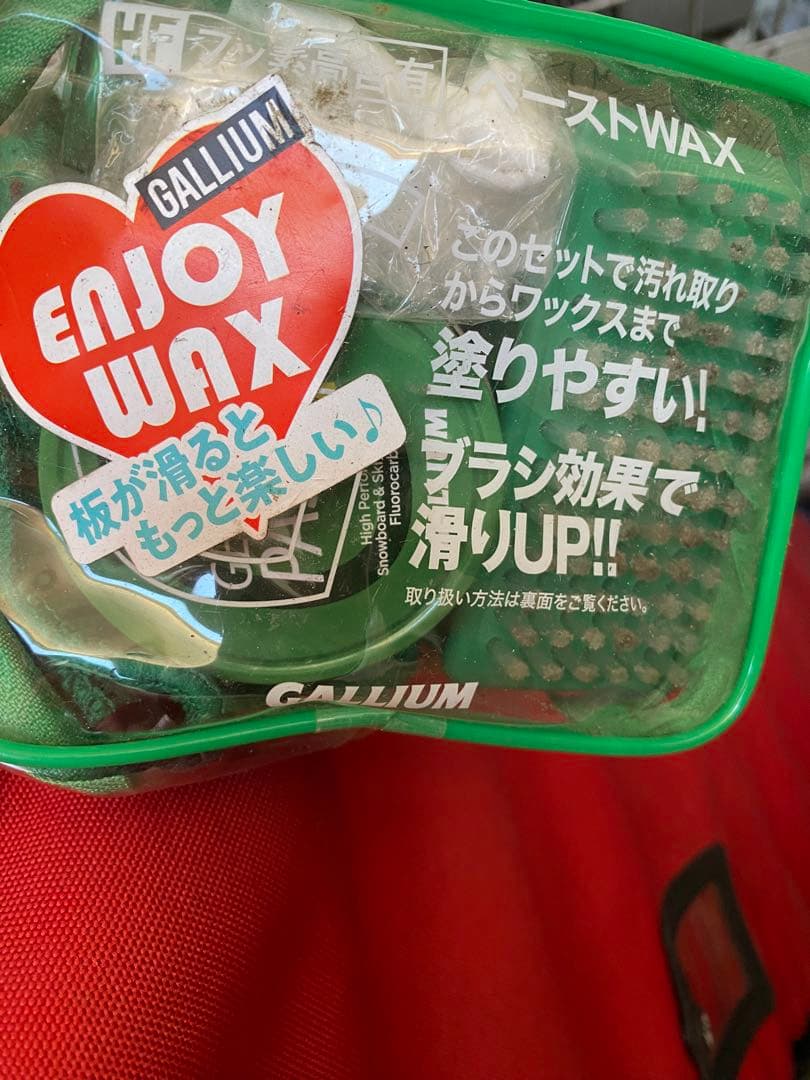 HF フッ素高含有
ペーストWAX
GALLIUM
ENJOY
WAX
板が滑ると
もっと楽しい♪
このセットで汚れ取り
からワックスまで
塗りやすい!
ブラシ効果で
滑りUP!!
取り扱い方法は裏面をご覧ください。
High
Snowboard & Ski
GALLIUM